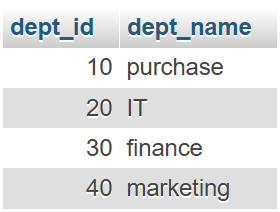 dept_id dept_name
10 purchase
20 IT
30 finance
40 marketing